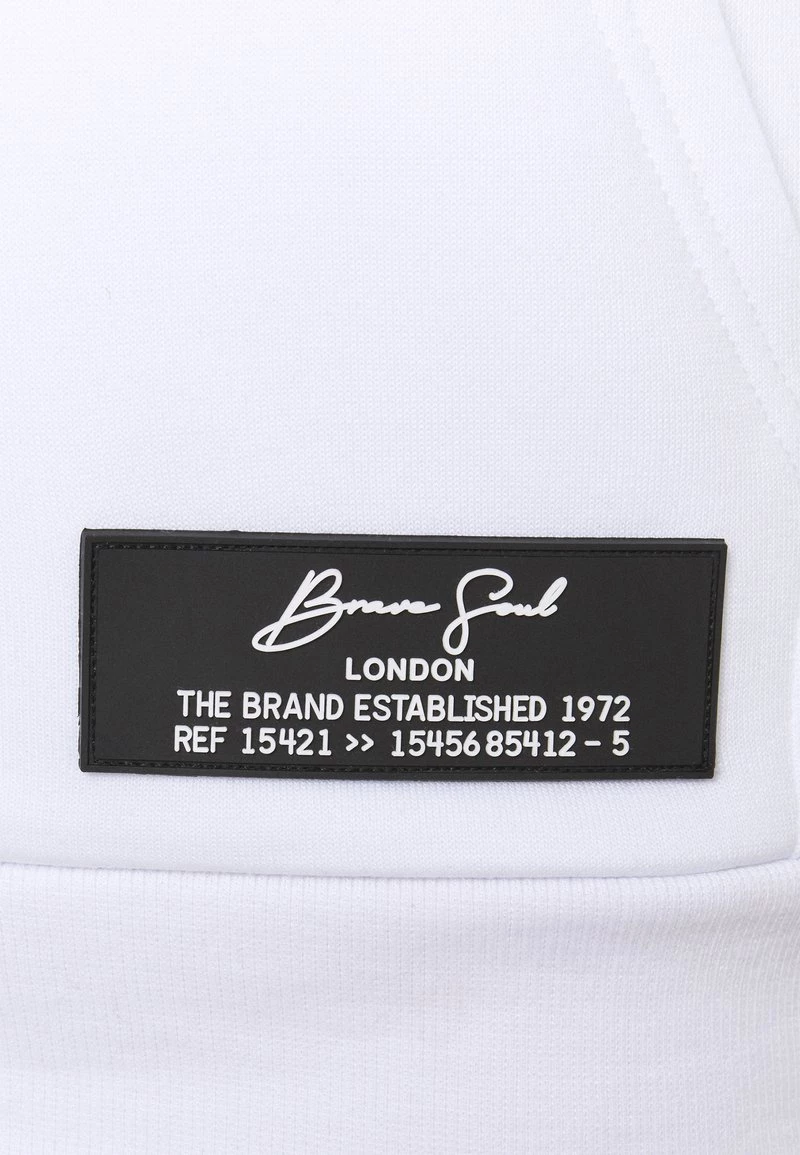 Brave Soul
LONDON
THE BRAND ESTABLISHED 1972
REF 15421 >> 1545685412 - 5